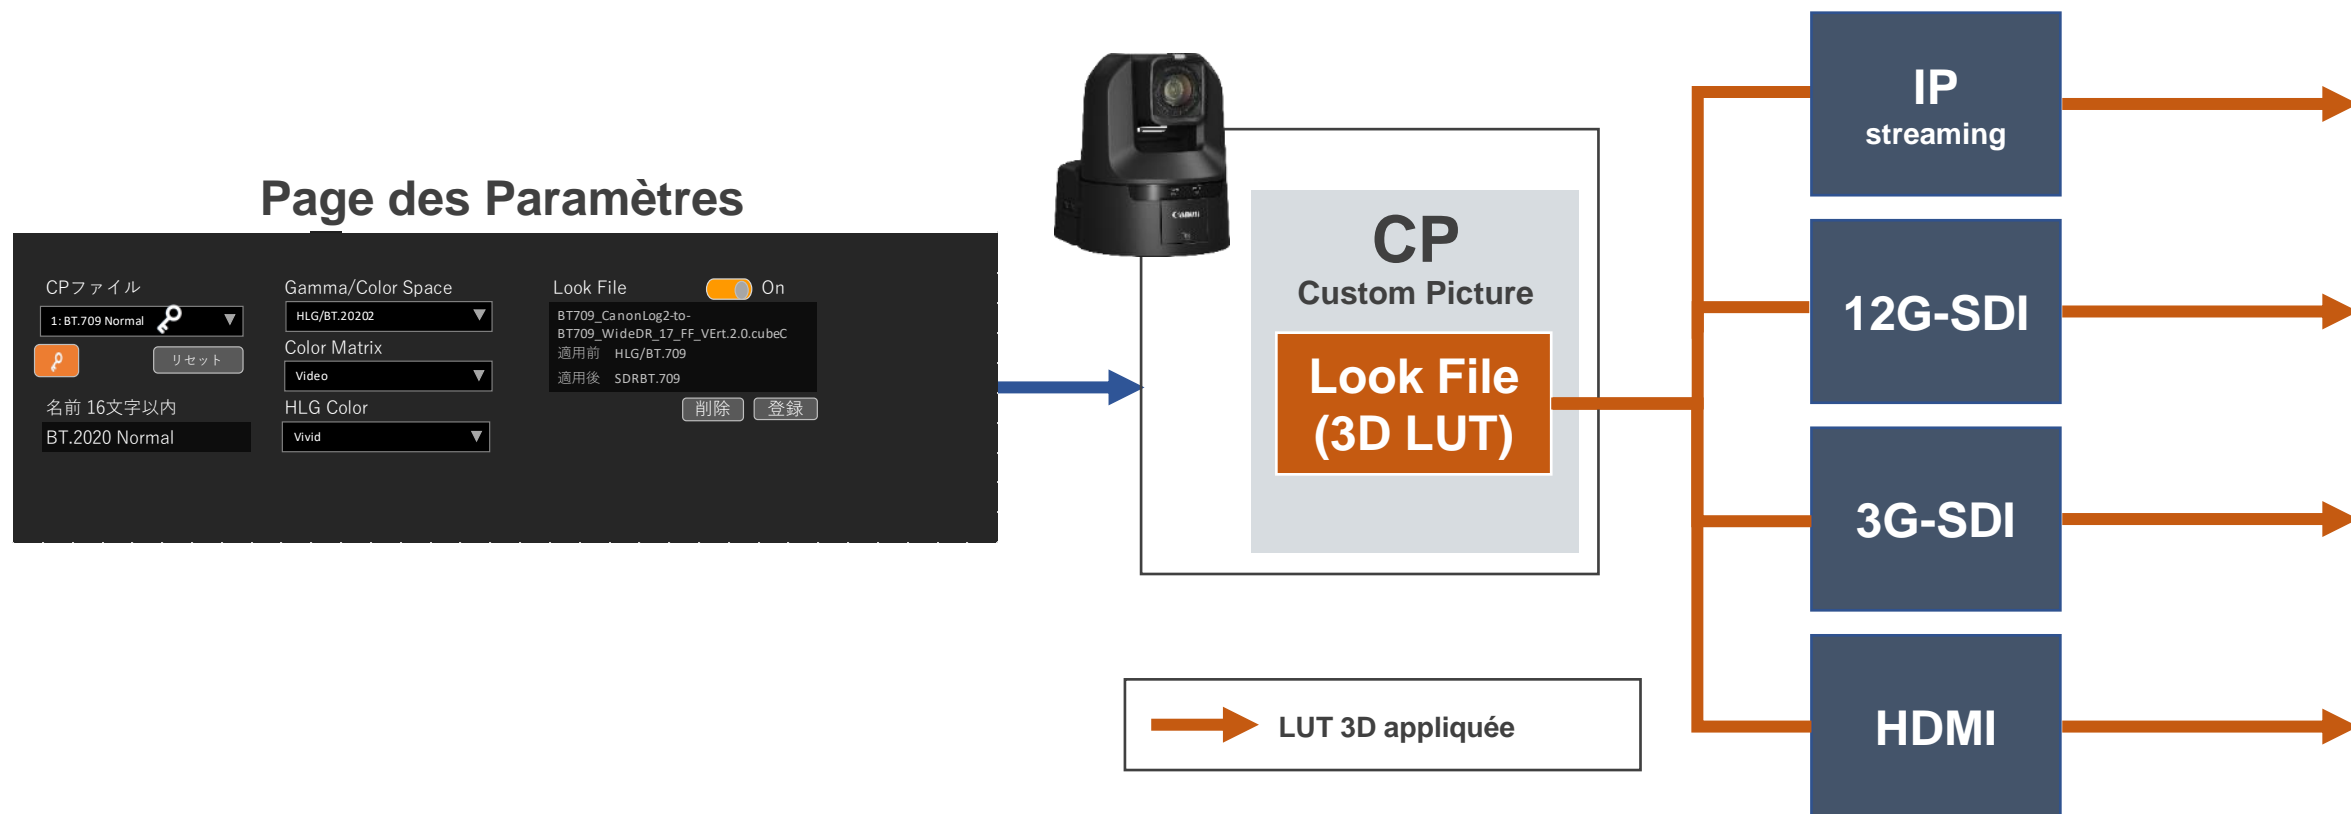 Page des Paramètres
CPファイル
1: BT.709 Normal
リセット
名前 16文字以内
BT.2020 Normal
Gamma/Color Space
HLG/BT.20202
Color Matrix
Video
HLG Color
Vivid
Look File
On
BT709_CanonLog2-to-
BT709_WideDR_17_FF_VErt.2.0.cubeC
適用前 HLG/BT.709
適用後 SDRBT.709
削除
登録
Canon
CP
Custom Picture
Look File
(3D LUT)
LUT 3D appliquée
IP
streaming
12G-SDI
3G-SDI
HDMI